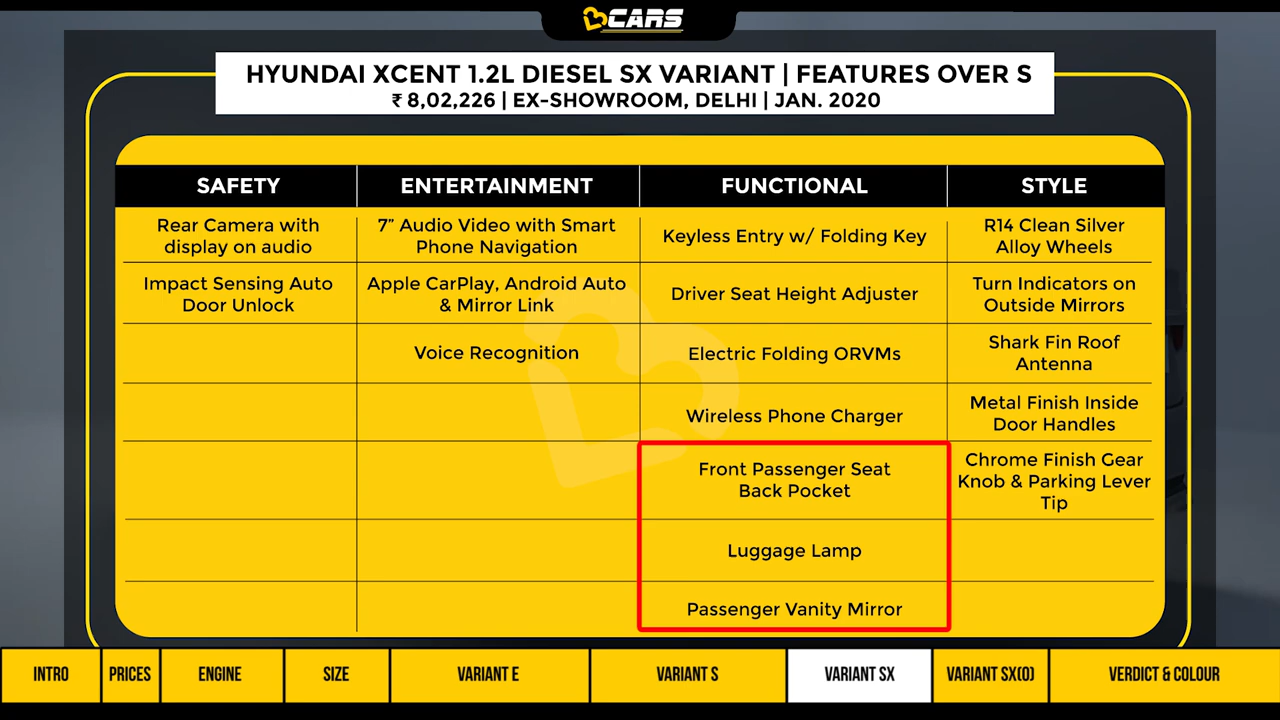 CARS
HYUNDAI XCENT 1.2L DIESEL SX VARIANT | FEATURES OVER S
₹ 8,02,226 | EX-SHOWROOM, DELHI | JAN. 2020
SAFETY ENTERTAINMENT FUNCTIONAL STYLE
Rear Camera with
display on audio
7” Audio Video with Smart
Phone Navigation
Keyless Entry w/ Folding Key
R14 Clean Silver
Alloy Wheels
Impact Sensing Auto
Door Unlock
Apple CarPlay, Android Auto
& Mirror Link
Driver Seat Height Adjuster
Turn Indicators on
Outside Mirrors
Voice Recognition
Electric Folding ORVMs
Shark Fin Roof
Antenna
Wireless Phone Charger
Metal Finish Inside
Door Handles
Front Passenger Seat
Back Pocket
Chrome Finish Gear
Knob & Parking Lever
Tip
Luggage Lamp
Passenger Vanity Mirror
INTRO PRICES ENGINE SIZE VARIANT E VARIANT S VARIANT SX VARIANT SX(O) VERDICT & COLOUR